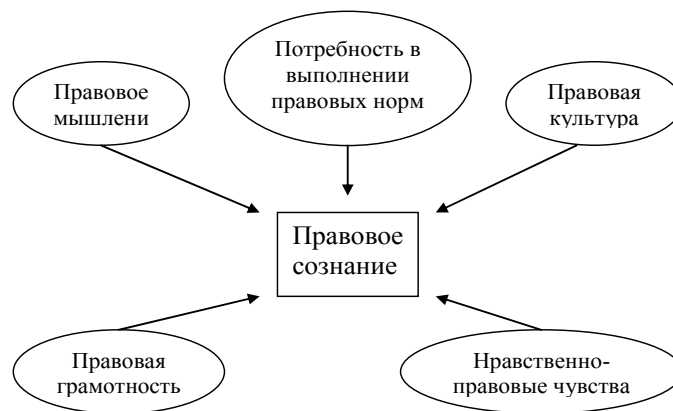 Потребность в
выполнении
правовых норм
Правовое
мышлени
Правовая
культура
Правовое
сознание
Правовая
грамотность
Нравственно-
правовые чувства